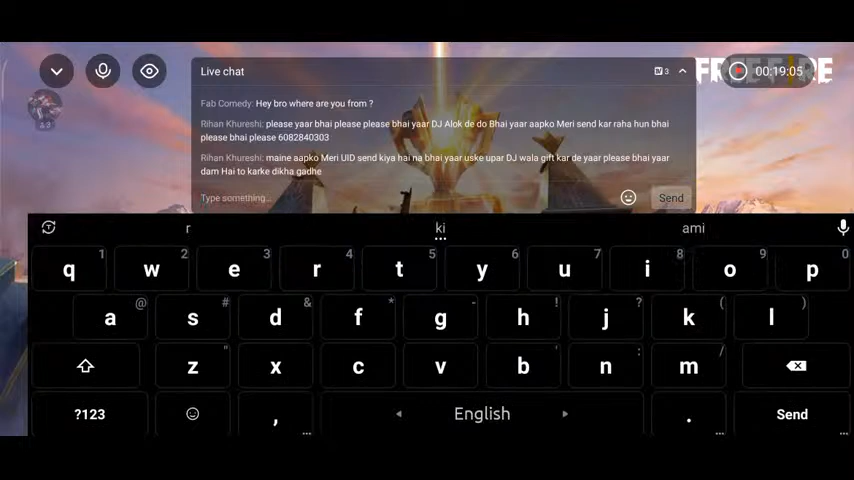 Live chat
3
FREE FIRE
00:19:05
Fab Comedy: Hey bro where are you from ?
Rihan Khureshi: please yaar bhai please please bhai yaar DJ Alok de do Bhai yaar aapko Meri send kar raha hun bhai
please bhai please 6082840303
Rihan Khureshi: maine aapko Meri UID send kiya hai na bhai yaar uske upar DJ wala gift kar de yaar please bhai yaar
dam Hai to karke dikha gadhe
3
Type something...
Send
r ki ami
1 2 3 4 5 6 7 8 9 0
q w e r t y u i o p
@ # & * - ! ? ( )
a s d f g h j k l
" ' : /
z x c v b n m
?123 , English . Send